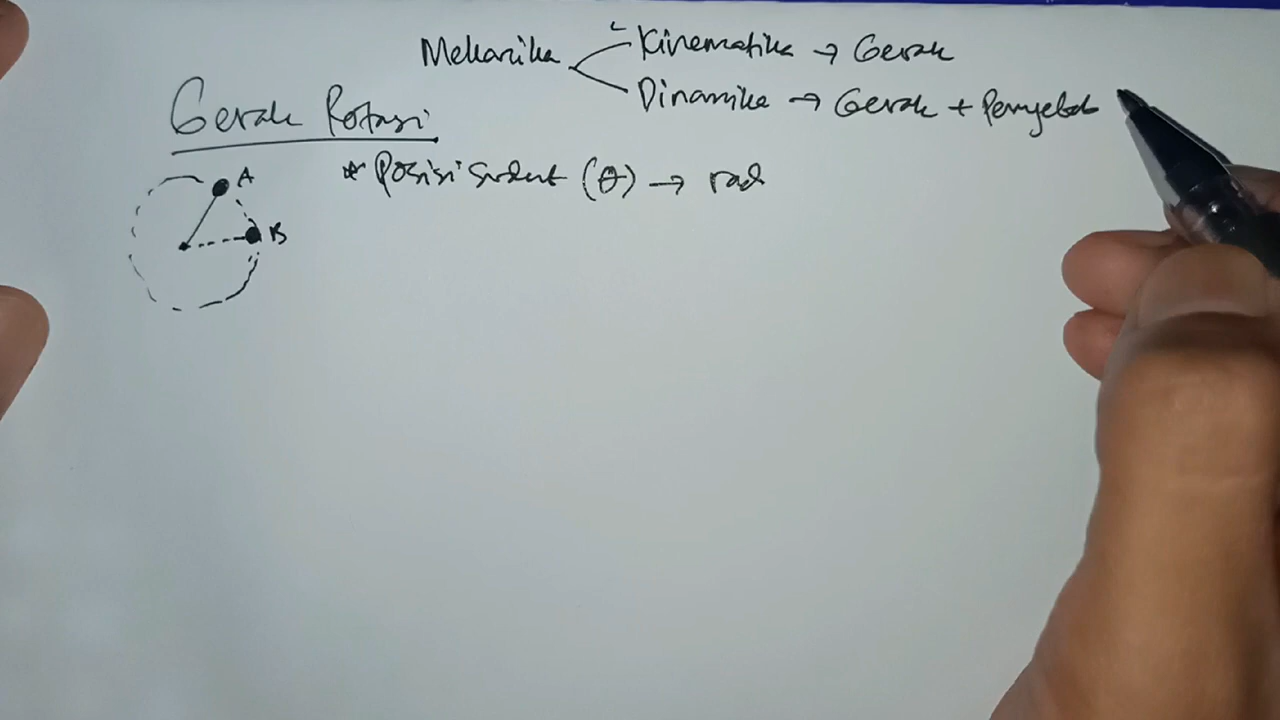 Mekanika
Kinematika → Gerak
Dinamika → Gerak + Penyebab
Gerak Rotasi
* Posisi sudut (θ) → rad
A
B